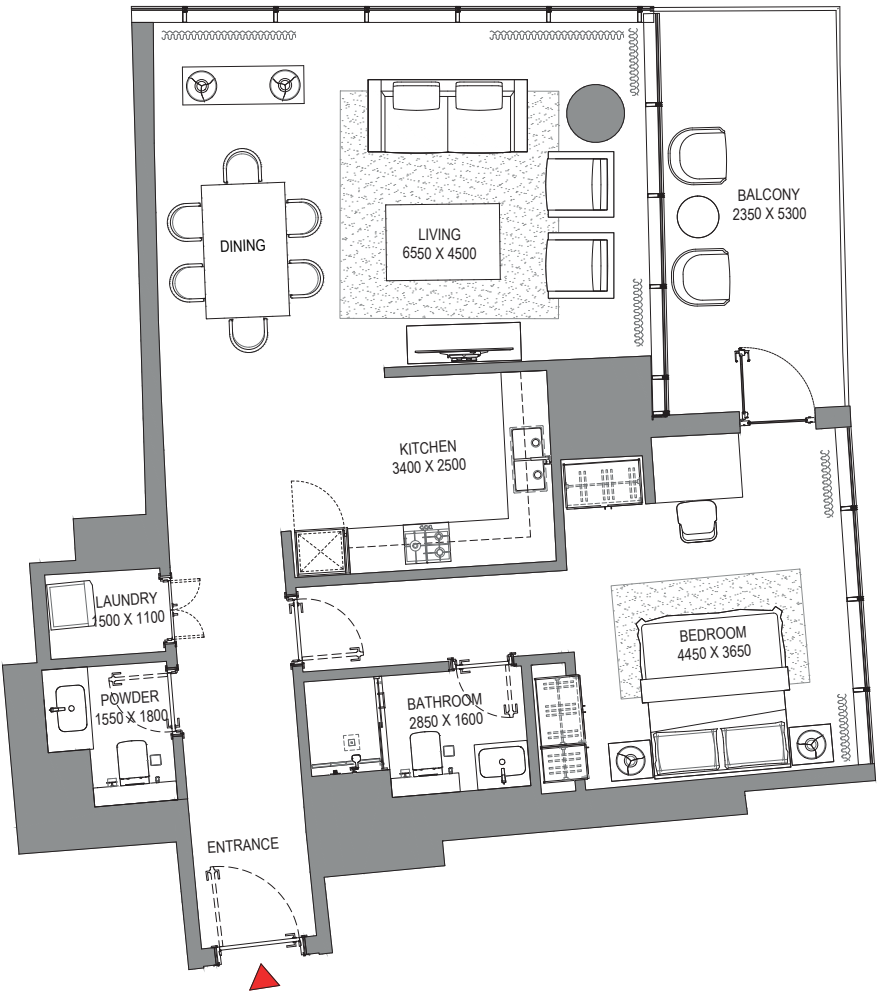 BALCONY
2350 X 5300
LIVING
6550 X 4500
DINING
KITCHEN
3400 X 2500
LAUNDRY
1500 X 1100
BEDROOM
4450 X 3650
POWDER
1550 X 1800
BATHROOM
2850 X 1600
ENTRANCE